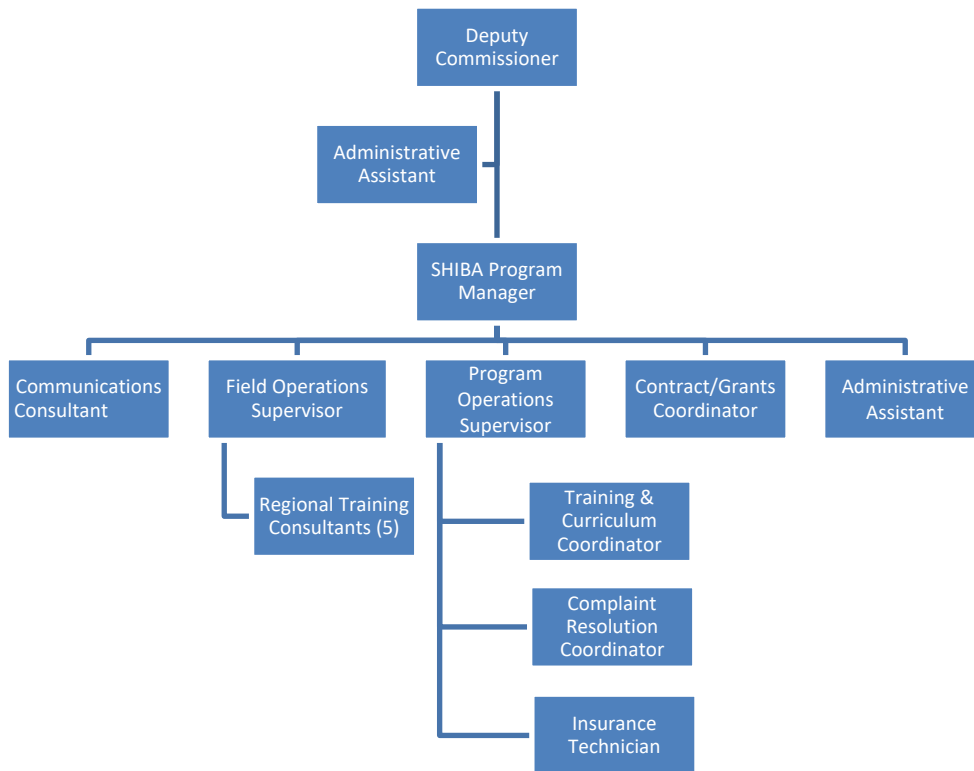 Deputy
Commissioner
Administrative
Assistant
SHIBA Program
Manager
Communications
Consultant
Field Operations
Supervisor
Program
Operations
Supervisor
Contract/Grants
Coordinator
Administrative
Assistant
Regional Training
Consultants (5)
Training &
Curriculum
Coordinator
Complaint
Resolution
Coordinator
Insurance
Technician